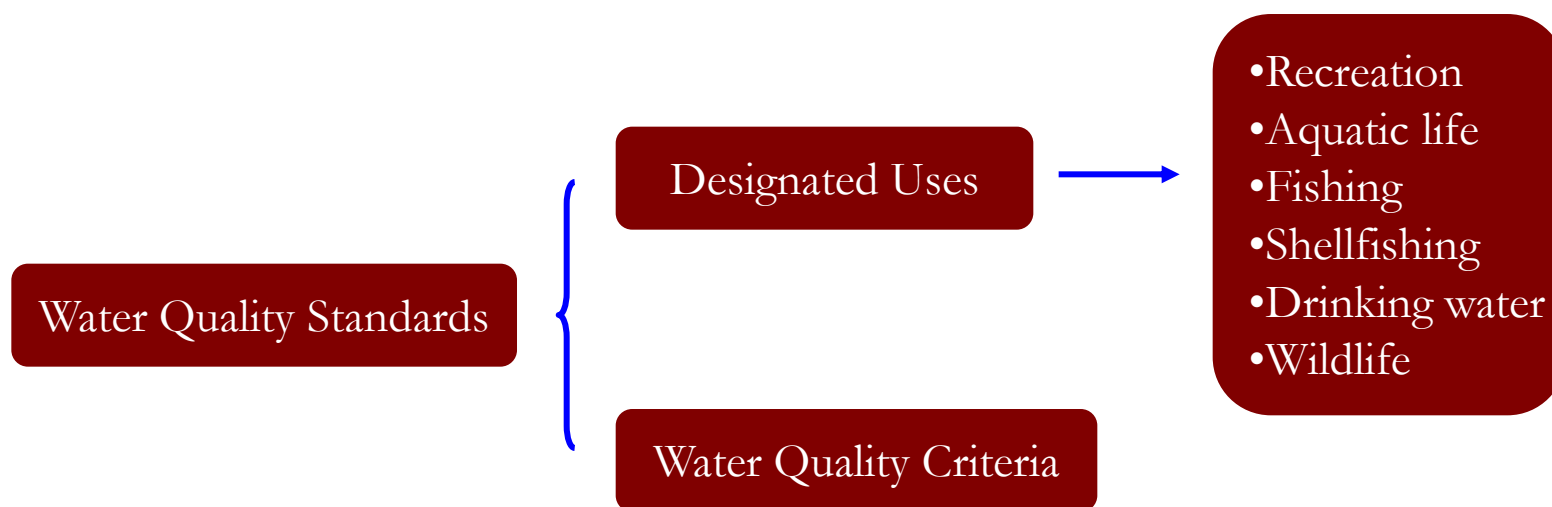 Water Quality Standards
Designated Uses
•Recreation
•Aquatic life
•Fishing
•Shellfishing
•Drinking water
•Wildlife
Water Quality Criteria